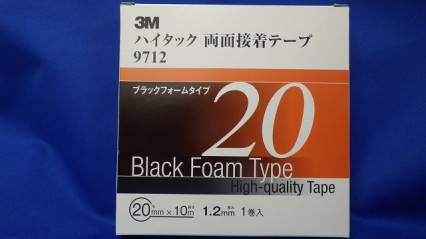 3M
ハイタック 両面接着テープ
9712
ブラックフォームタイプ
20
Black Foam Type
High-quality Tape
20mm×10m 1.2mm 1巻入